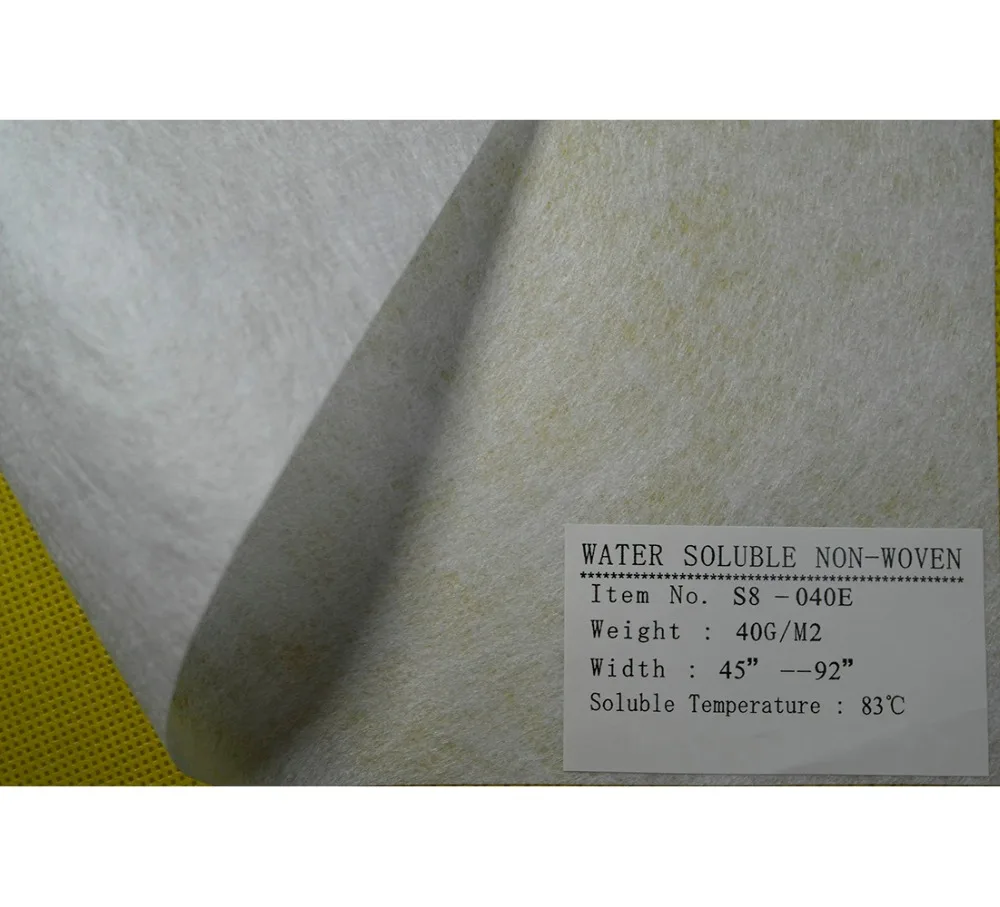 WATER SOLUBLE NON-WOVEN
******************************************************
Item No. S8 -040E
Weight : 40G/M2
Width : 45” --92”
Soluble Temperature : 83℃